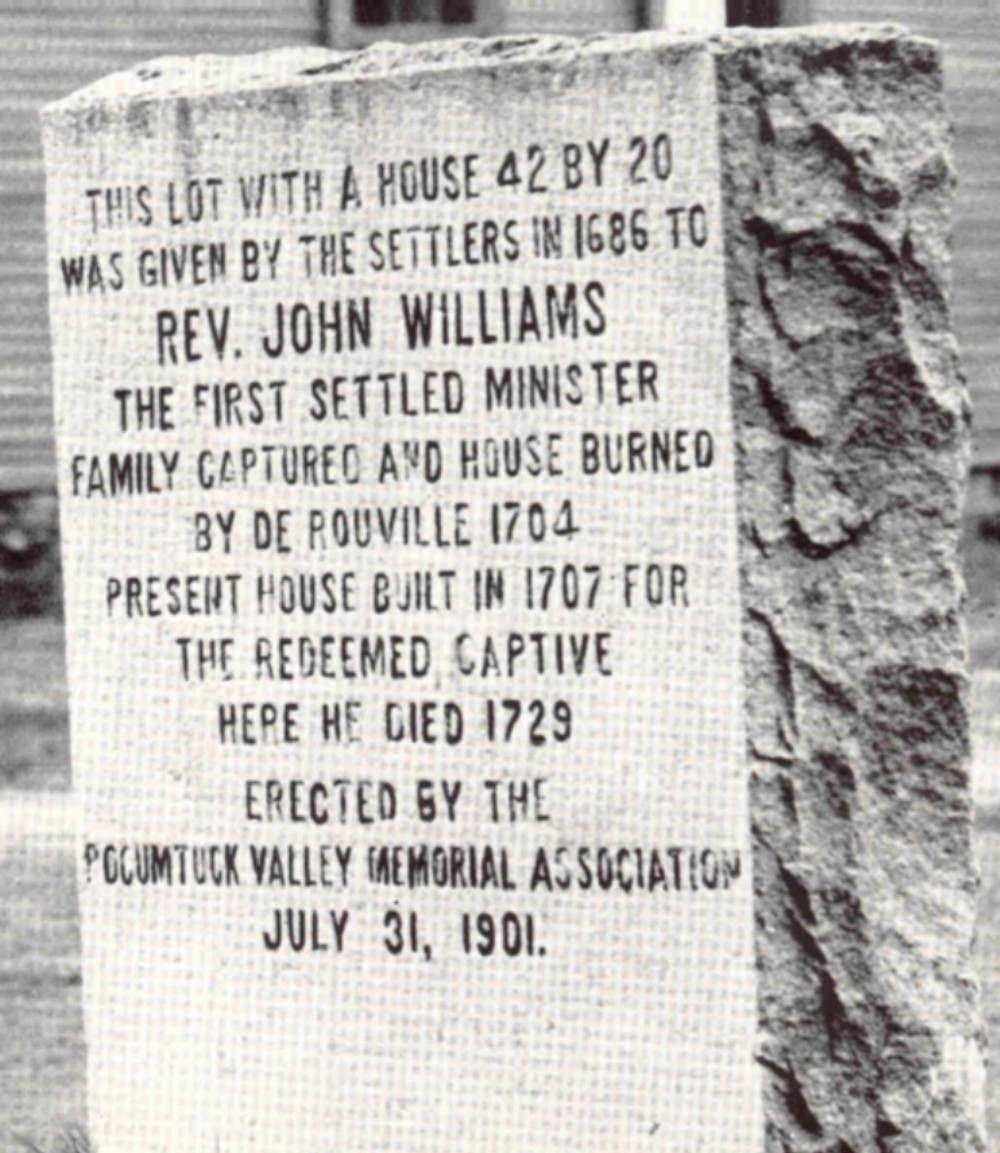 THIS LOT WITH A HOUSE 42 BY 20
WAS GIVEN BY THE SETTLERS IN 1686 TO
REV. JOHN WILLIAMS
THE FIRST SETTLED MINISTER
FAMILY CAPTURED AND HOUSE BURNED
BY DE ROUVILLE 1704
PRESENT HOUSE BUILT IN 1707 FOR
THE REDEEMED CAPTIVE
HERE HE DIED 1729
ERECTED BY THE
POCUMTUCK VALLEY MEMORIAL ASSOCIATION
JULY 31, 1901.